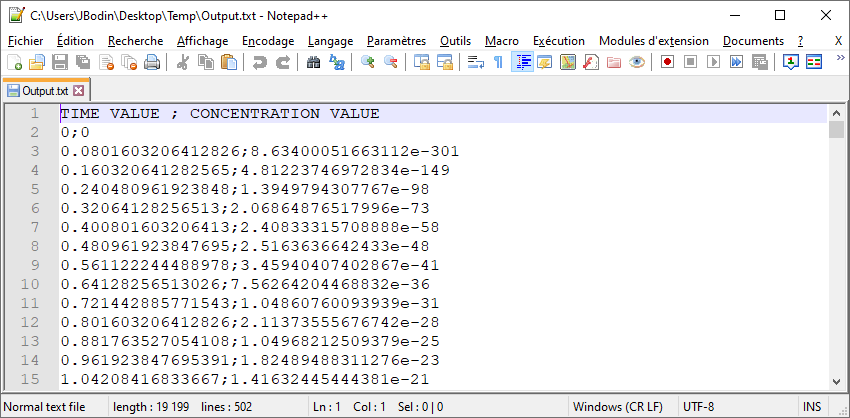 C:\Users\JBodin\Desktop\Temp\Output.txt - Notepad++
Fichier Édition Recherche Affichage Encodage Langage Paramètres Outils Macro Exécution Modules d'extension Documents ? X
Output.txt
1 TIME VALUE ; CONCENTRATION VALUE
2 0;0
3 0.0801603206412826;8.63400051663112e-301
4 0.160320641282565;4.81223746972834e-149
5 0.240480961923848;1.3949794307767e-98
6 0.32064128256513;2.06864876517996e-73
7 0.400801603206413;2.40833315708888e-58
8 0.480961923847695;2.5163636642433e-48
9 0.561122244488978;3.45940407402867e-41
10 0.64128256513026;7.56264204468832e-36
11 0.721442885771543;1.04860760093939e-31
12 0.801603206412826;2.11373555676742e-28
13 0.881763527054108;1.04968212509379e-25
14 0.961923847695391;1.82489488311276e-23
15 1.04208416833667;1.41632445444381e-21
Normal text file length : 19 199 lines : 502 Ln : 1 Col : 1 Sel : 0 | 0 Windows (CR LF) UTF-8 INS